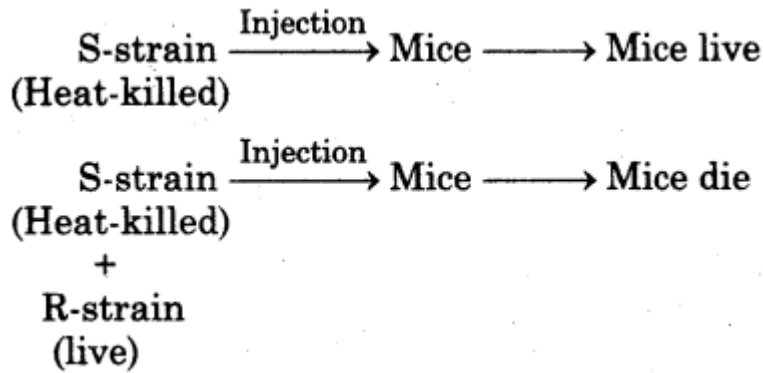 Injection
S-strain ⟶ Mice ⟶ Mice live
(Heat-killed)
Injection
S-strain ⟶ Mice ⟶ Mice die
(Heat-killed)
+
R-strain
(live)